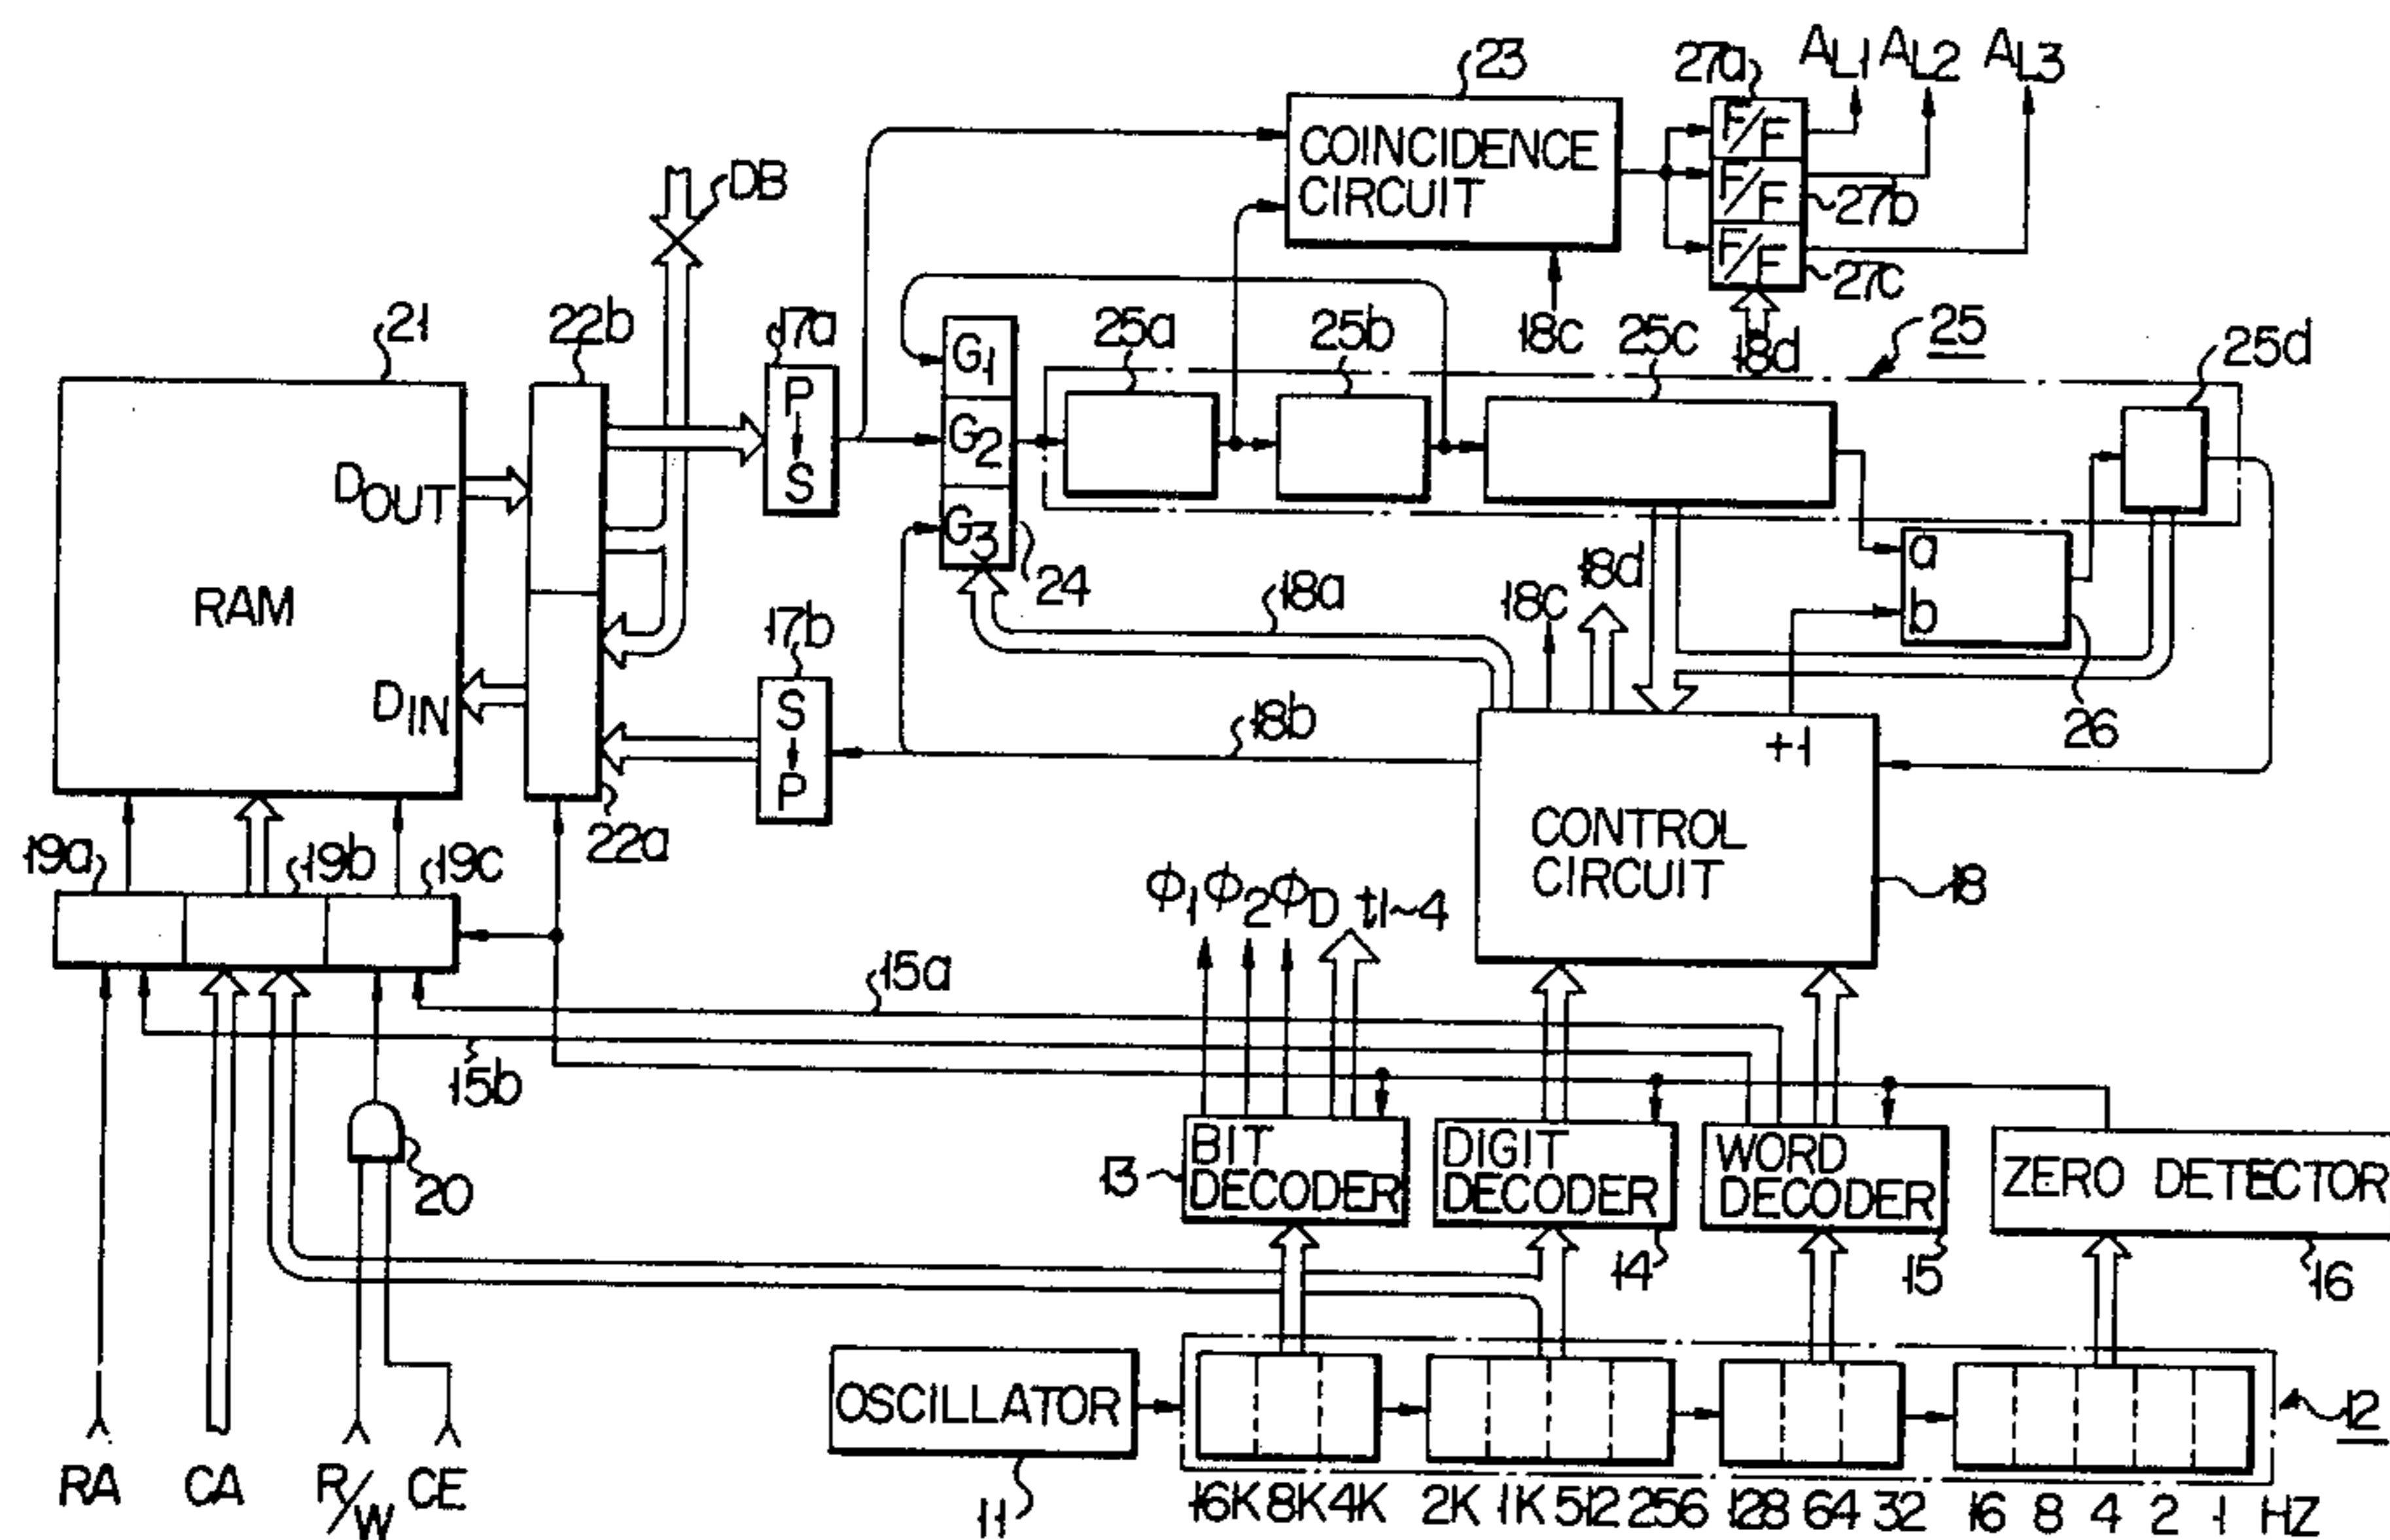 23
27a
AL1 AL2 AL3
COINCIDENCE
CIRCUIT
F/F
F/F
F/F
27b
27c
DB
21
22b
17a
P
S
G1
G2
G3
24
25a
25b
18c
25c
18d
25
25d
RAM
DOUT
DIN
17b
S
P
22a
18a
18b
18c
18d
a
b
26
+1
CONTROL
CIRCUIT
18
19a
19b
19c
ϕ1 ϕ2 ϕD t1~4
15a
15b
20
13
BIT
DECODER
DIGIT
DECODER
14
WORD
DECODER
15
ZERO DETECTOR
16
OSCILLATOR
11
12
RA
CA
R/W
CE
16K 8K 4K 2K 1K 512 256 128 64 32 16 8 4 2 1 HZ